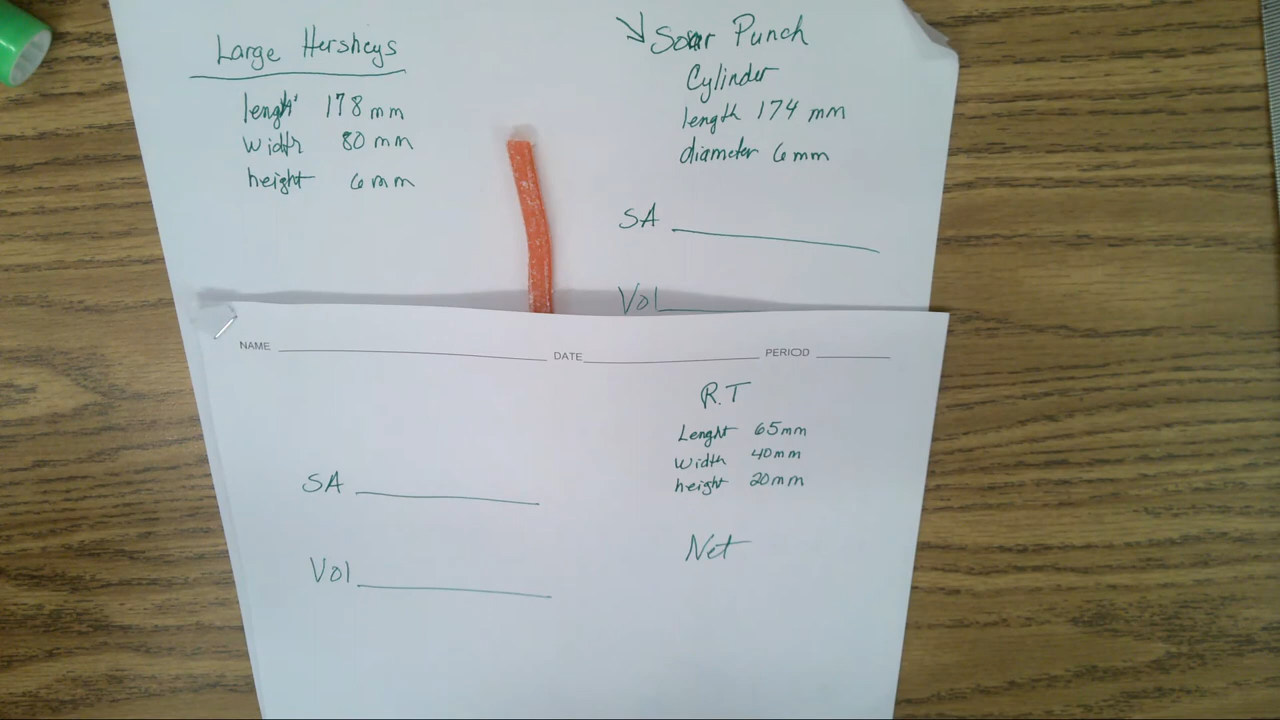 Large Hersheys
length 178 mm
width 80 mm
height 6 mm
Sour Punch
Cylinder
length 174 mm
diameter 6 mm
SA
Vol
NAME DATE PERIOD
R.T
Lenght 65mm
width 40mm
height 20mm
SA
Net
Vol